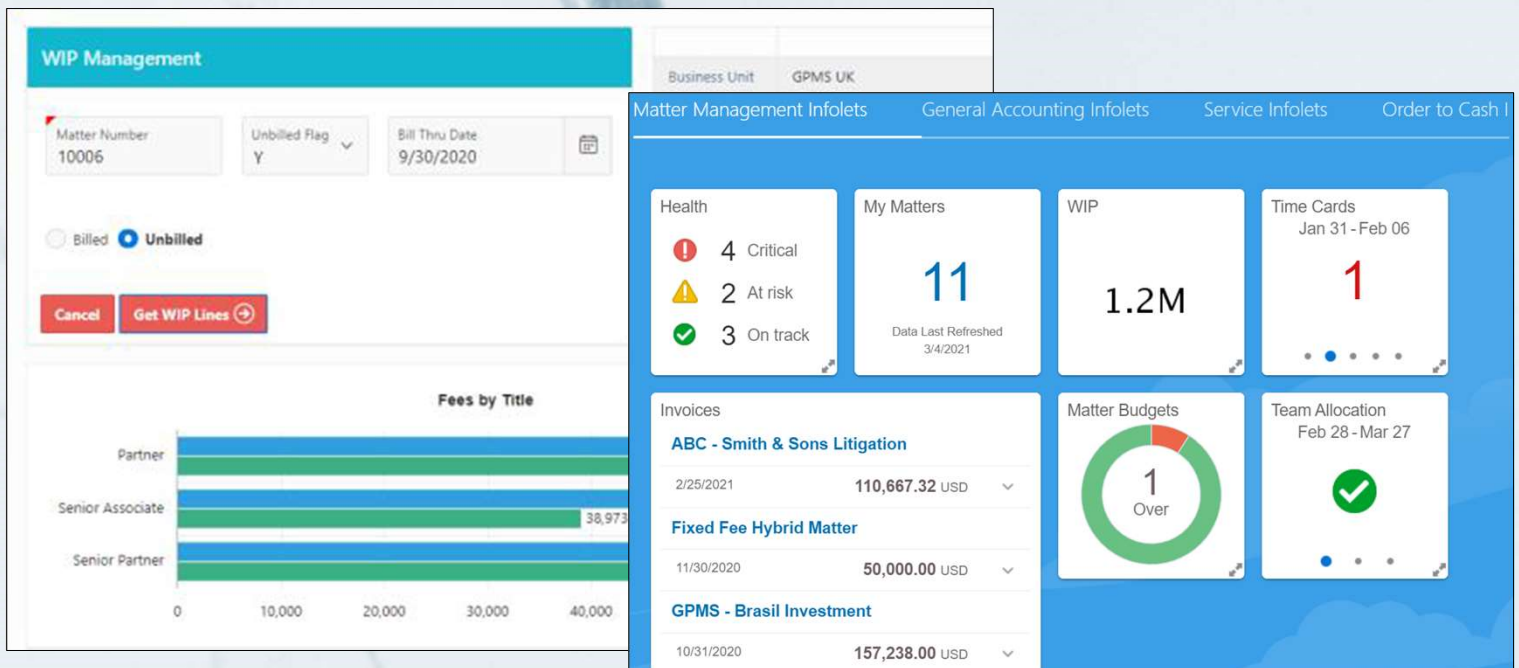 WIP Management
Business Unit GPMS UK
Matter Number
10006
Unbilled Flag
Y
Bill Thru Date
9/30/2020
Billed Unbilled
Cancel Get WIP Lines
Fees by Title
Partner
Senior Associate
38,973
Senior Partner
0 10,000 20,000 30,000 40,000
Matter Management Infolets General Accounting Infolets Service Infolets Order to Cash I
Health
4 Critical
2 At risk
3 On track
My Matters
11
Data Last Refreshed
3/4/2021
WIP
1.2M
Time Cards
Jan 31 - Feb 06
1
Invoices
ABC - Smith & Sons Litigation
2/25/2021 110,667.32 USD
Fixed Fee Hybrid Matter
11/30/2020 50,000.00 USD
GPMS - Brasil Investment
10/31/2020 157,238.00 USD
Matter Budgets
1
Over
Team Allocation
Feb 28 - Mar 27